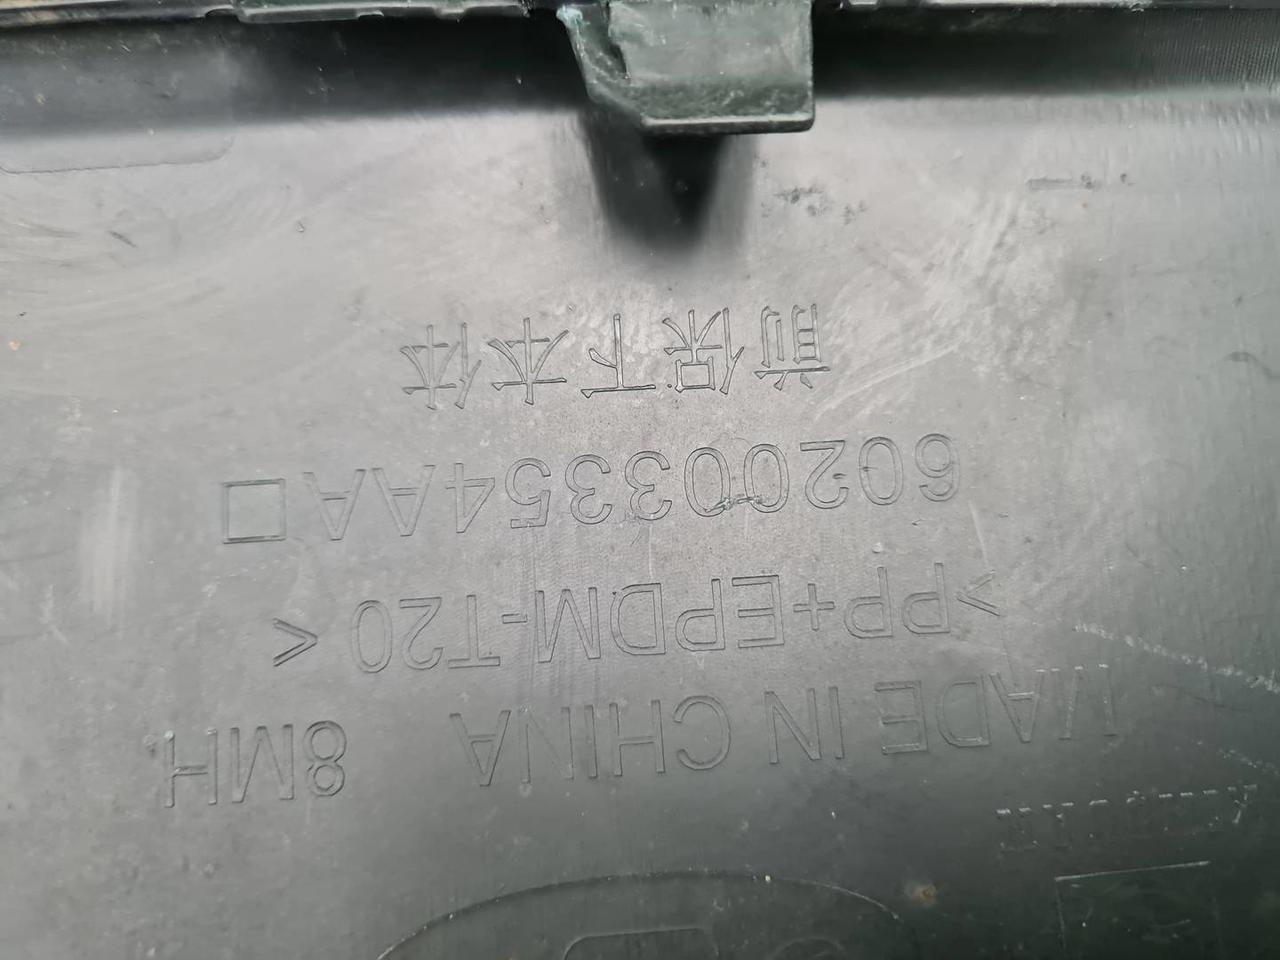 前保下本体
602003354AA□
>PP+EPDM-T20<
MADE IN CHINA 8MH